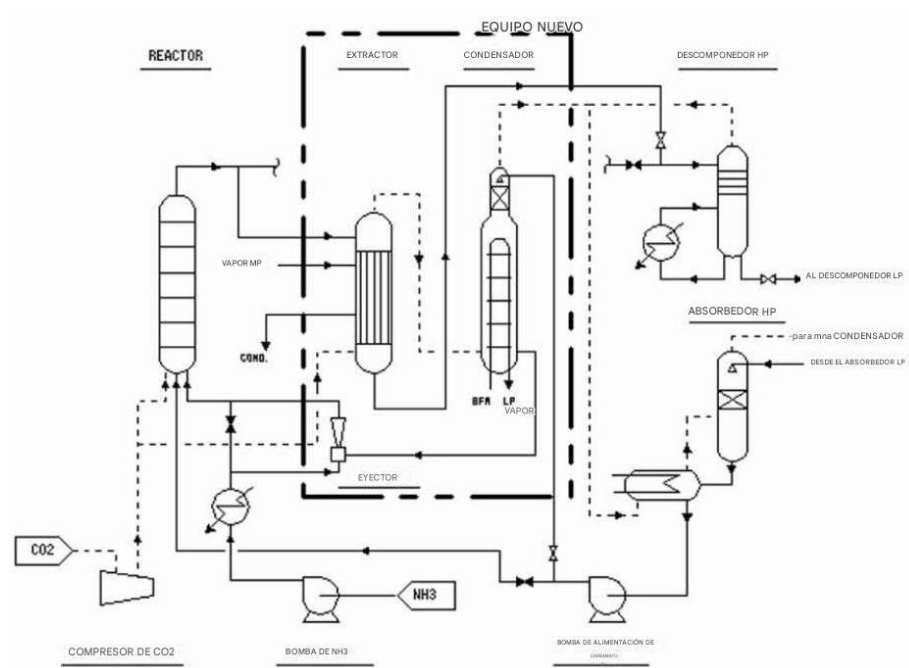 EQUIPO NUEVO
REACTOR
EXTRACTOR
CONDENSADOR
DESCOMPONEDOR HP
VAPOR MP
AL DESCOMPONEDOR LP
ABSORBEDOR HP
para mna CONDENSADOR
COND.
DESDE EL ABSORBEDOR LP
BFW LP
VAPOR
EYECTOR
CO2
NH3
COMPRESOR DE CO2
BOMBA DE NH3
BOMBA DE ALIMENTACIÓN DE